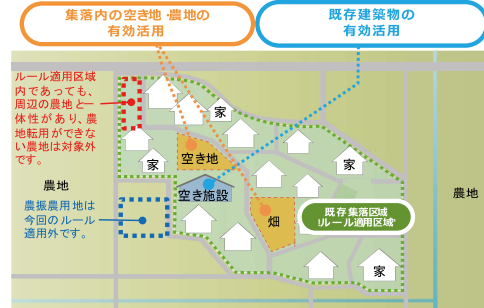 集落内の空き地・農地の
有効活用
既存建築物の
有効活用
ルール適用区域
内であっても、
周辺の農地と一
体性があり、農
地転用ができな
い農地は対象外
です。
家
家
空き地
家
農地
空き施設
農地
農振農用地は
今回のルール
適用外です。
畑
既存集落区域
"ルール適用区域"
家